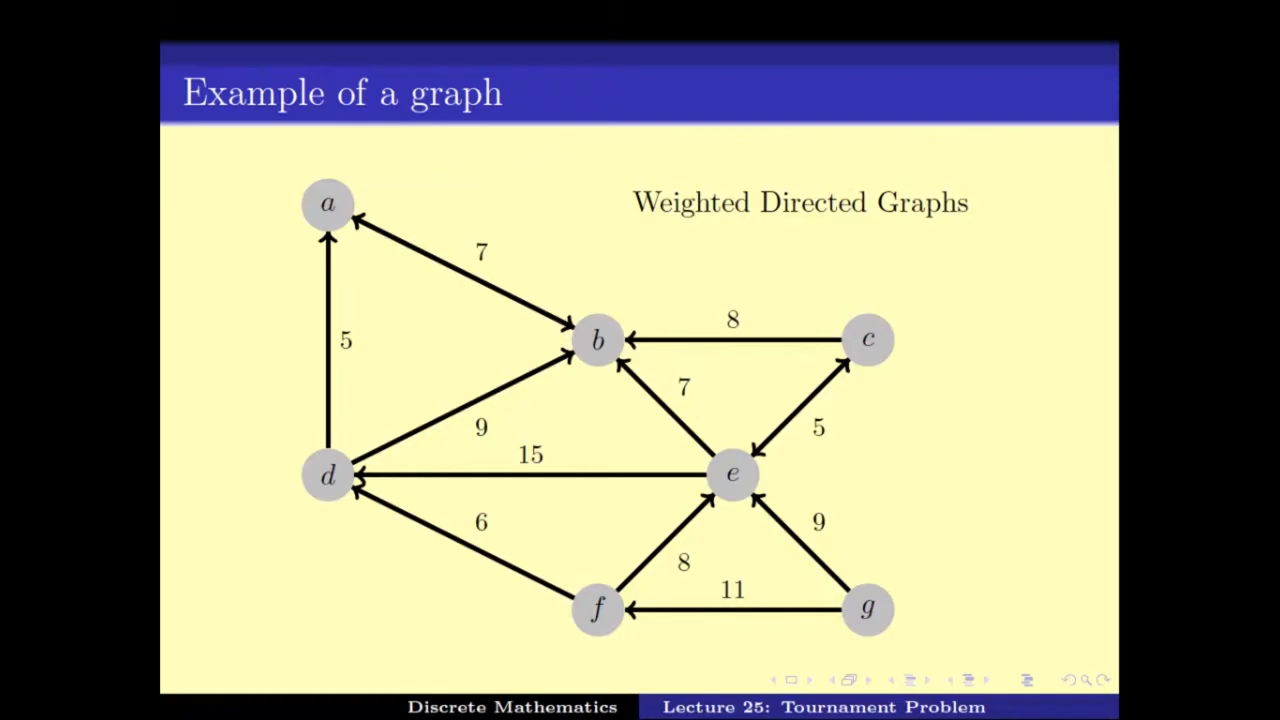 Example of a graph
a
Weighted Directed Graphs
7
8
b
c
5
7
9
5
15
d
e
6
9
8
11
f
g
Discrete Mathematics
Lecture 25: Tournament Problem